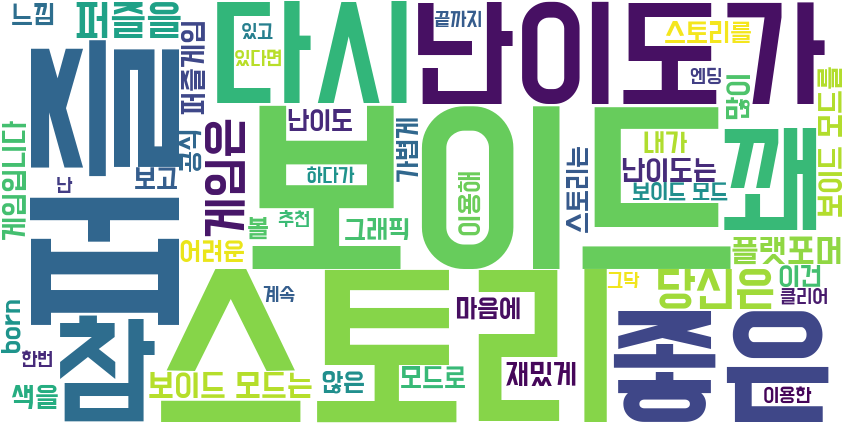 느낌
퍼즐을
있고
있다면
퍼즐게임
타시
난이도가
끝까지
스토리를
엔딩
많이
모드를
보이드
게임은
난이도
보이드
가볍게
공식
보고
하다가
이용해
스토리는
내가
난이도는
보이드 모드
꽤
게임입니다
난
점
볼
추천
그래픽
어려운
플랫포머
이건
당신은
그닥
클리어
스토리
계속
마음에
좋은
born
한번
참
색을
보이드 모드는
않은
모드로
재밌게
이용한